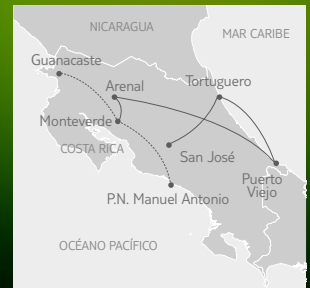 NICARAGUA
MAR CARIBE
Guanacaste
Arenal
Tortuguero
Monteverde
COSTA RICA
San José
Puerto
Viejo
P.N. Manuel Antonio
OCÉANO PACÍFICO